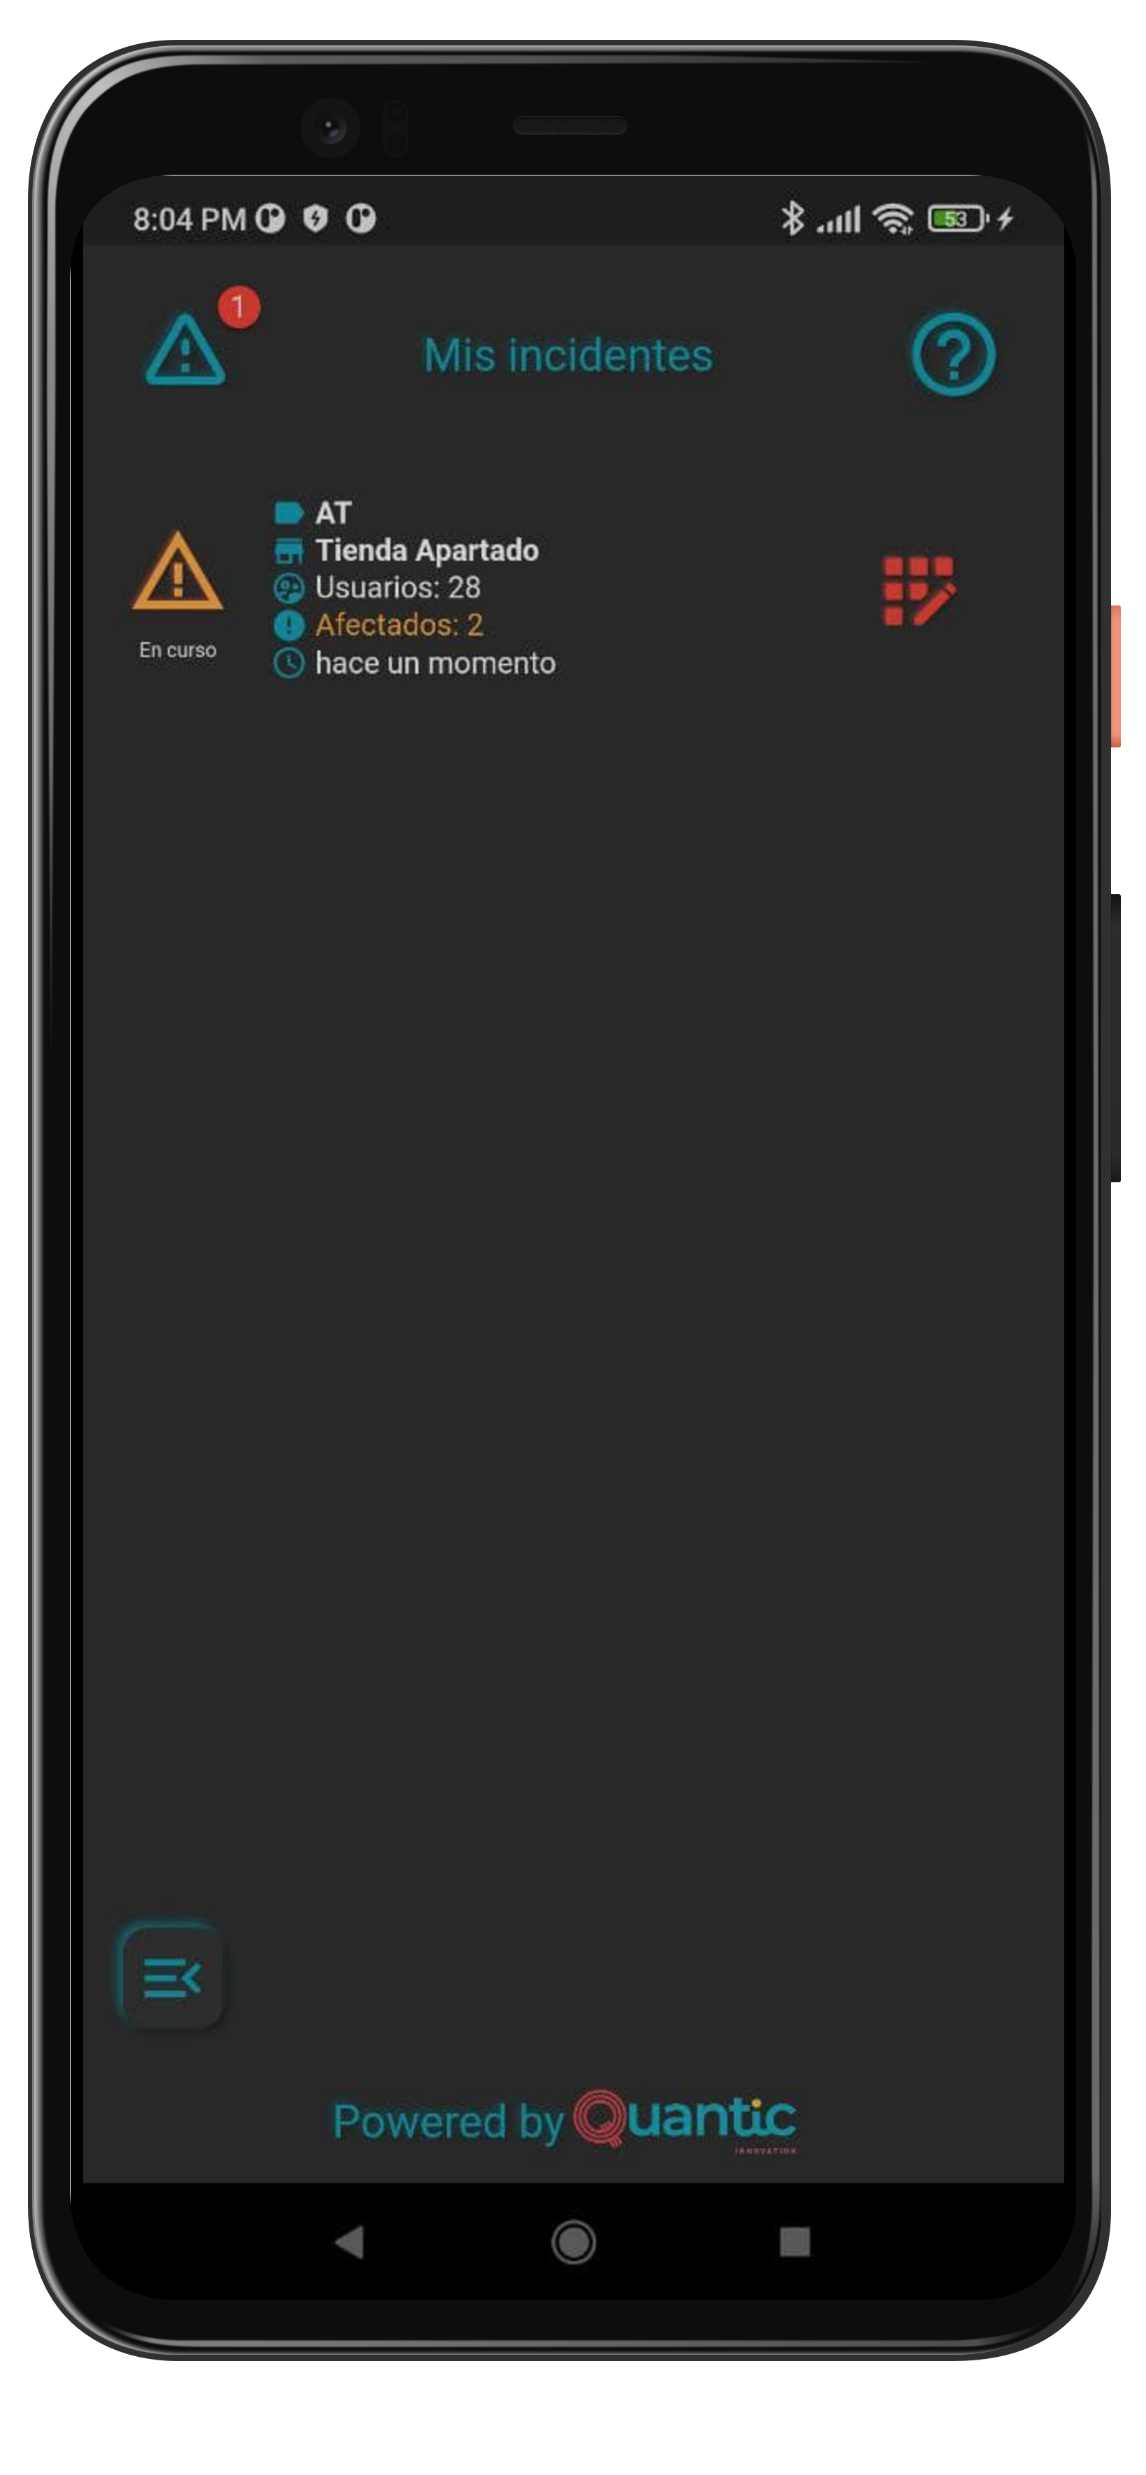 8:04 PM
53
1
Mis incidentes
AT
Tienda Apartado
Usuarios: 28
Afectados: 2
hace un momento
En curso
Powered by Quantic
INNOVATION